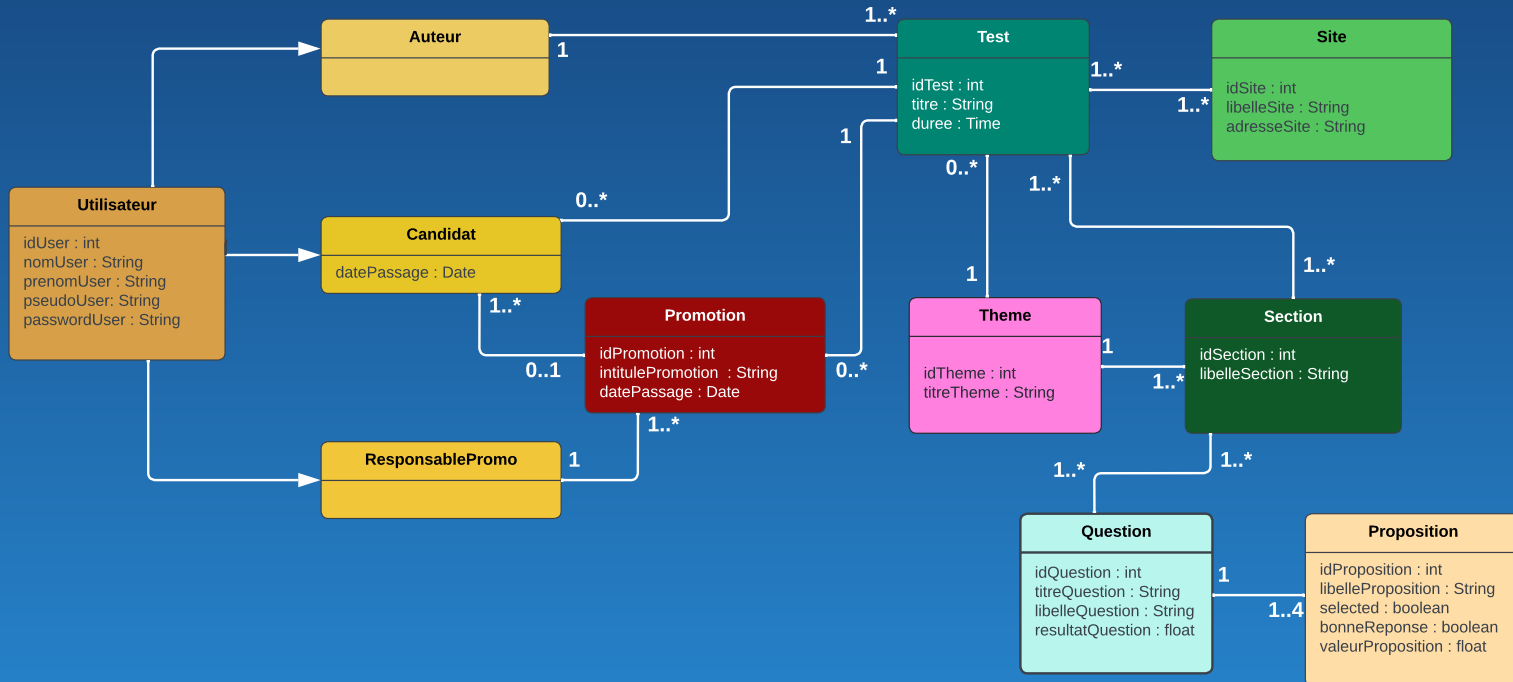 Auteur
1
1..*
Test
idTest : int
titre : String
duree : Time
1
1
0..*
1..*
1..*
1..*
Site
idSite : int
libelleSite : String
adresseSite : String
Utilisateur
idUser : int
nomUser : String
prenomUser : String
pseudoUser: String
passwordUser : String
0..*
Candidat
datePassage : Date
1..*
0..1
Promotion
idPromotion : int
intitulePromotion : String
datePassage : Date
0..*
1..*
1
Theme
idTheme : int
titreTheme : String
1
1..*
1..*
Section
idSection : int
libelleSection : String
ResponsablePromo
1
1..*
1..*
Question
idQuestion : int
titreQuestion : String
libelleQuestion : String
resultatQuestion : float
1
1..4
Proposition
idProposition : int
libelleProposition : String
selected : boolean
bonneReponse : boolean
valeurProposition : float